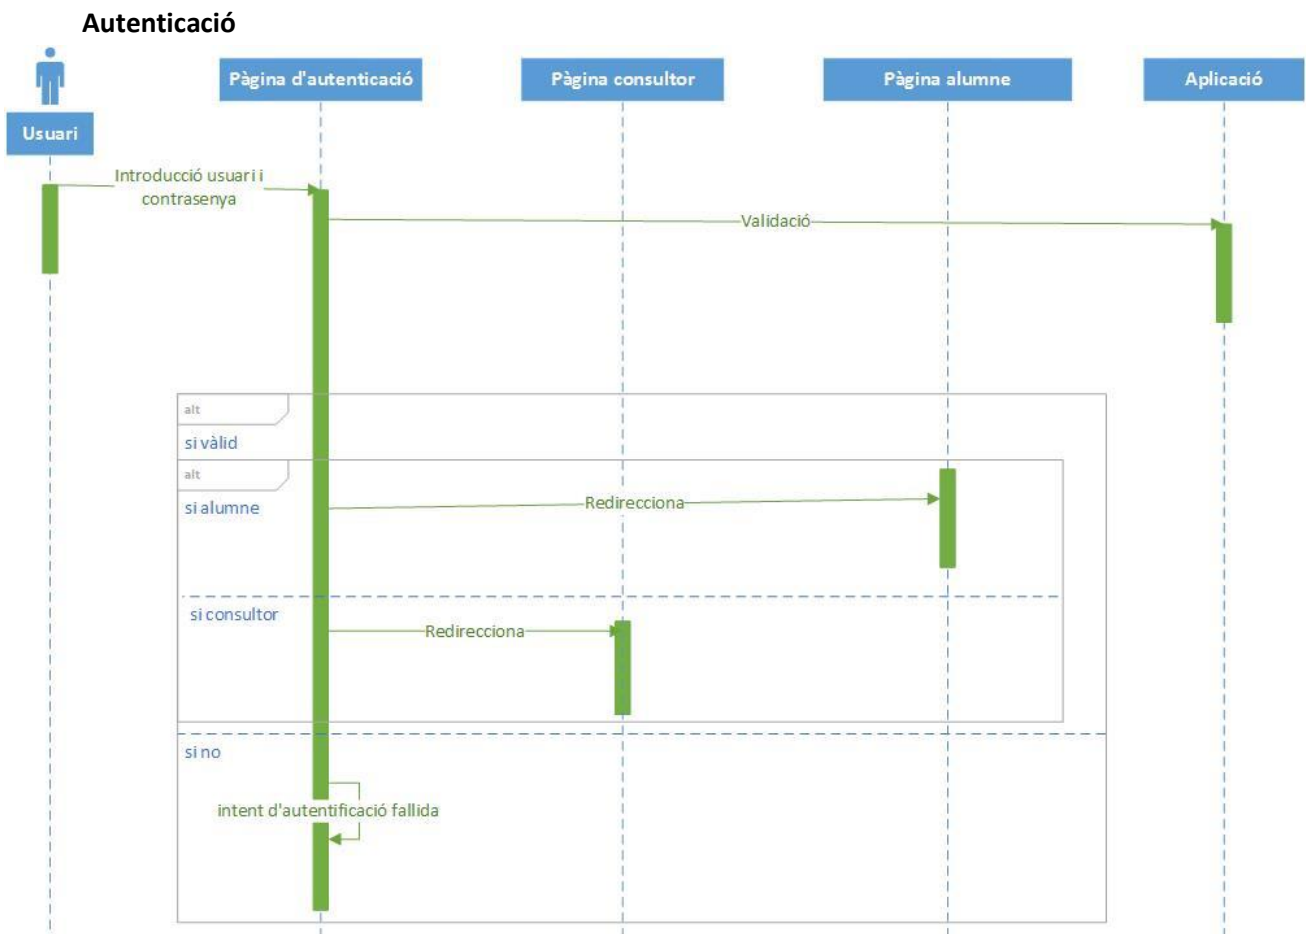 Autenticació
Pàgina d'autenticació
Pàgina consultor
Pàgina alumne
Aplicació
Usuari
Introducció usuari i
contrasenya
Validació
alt
si vàlid
alt
si alumne
Redirecciona
si consultor
Redirecciona
si no
intent d'autentificació fallida